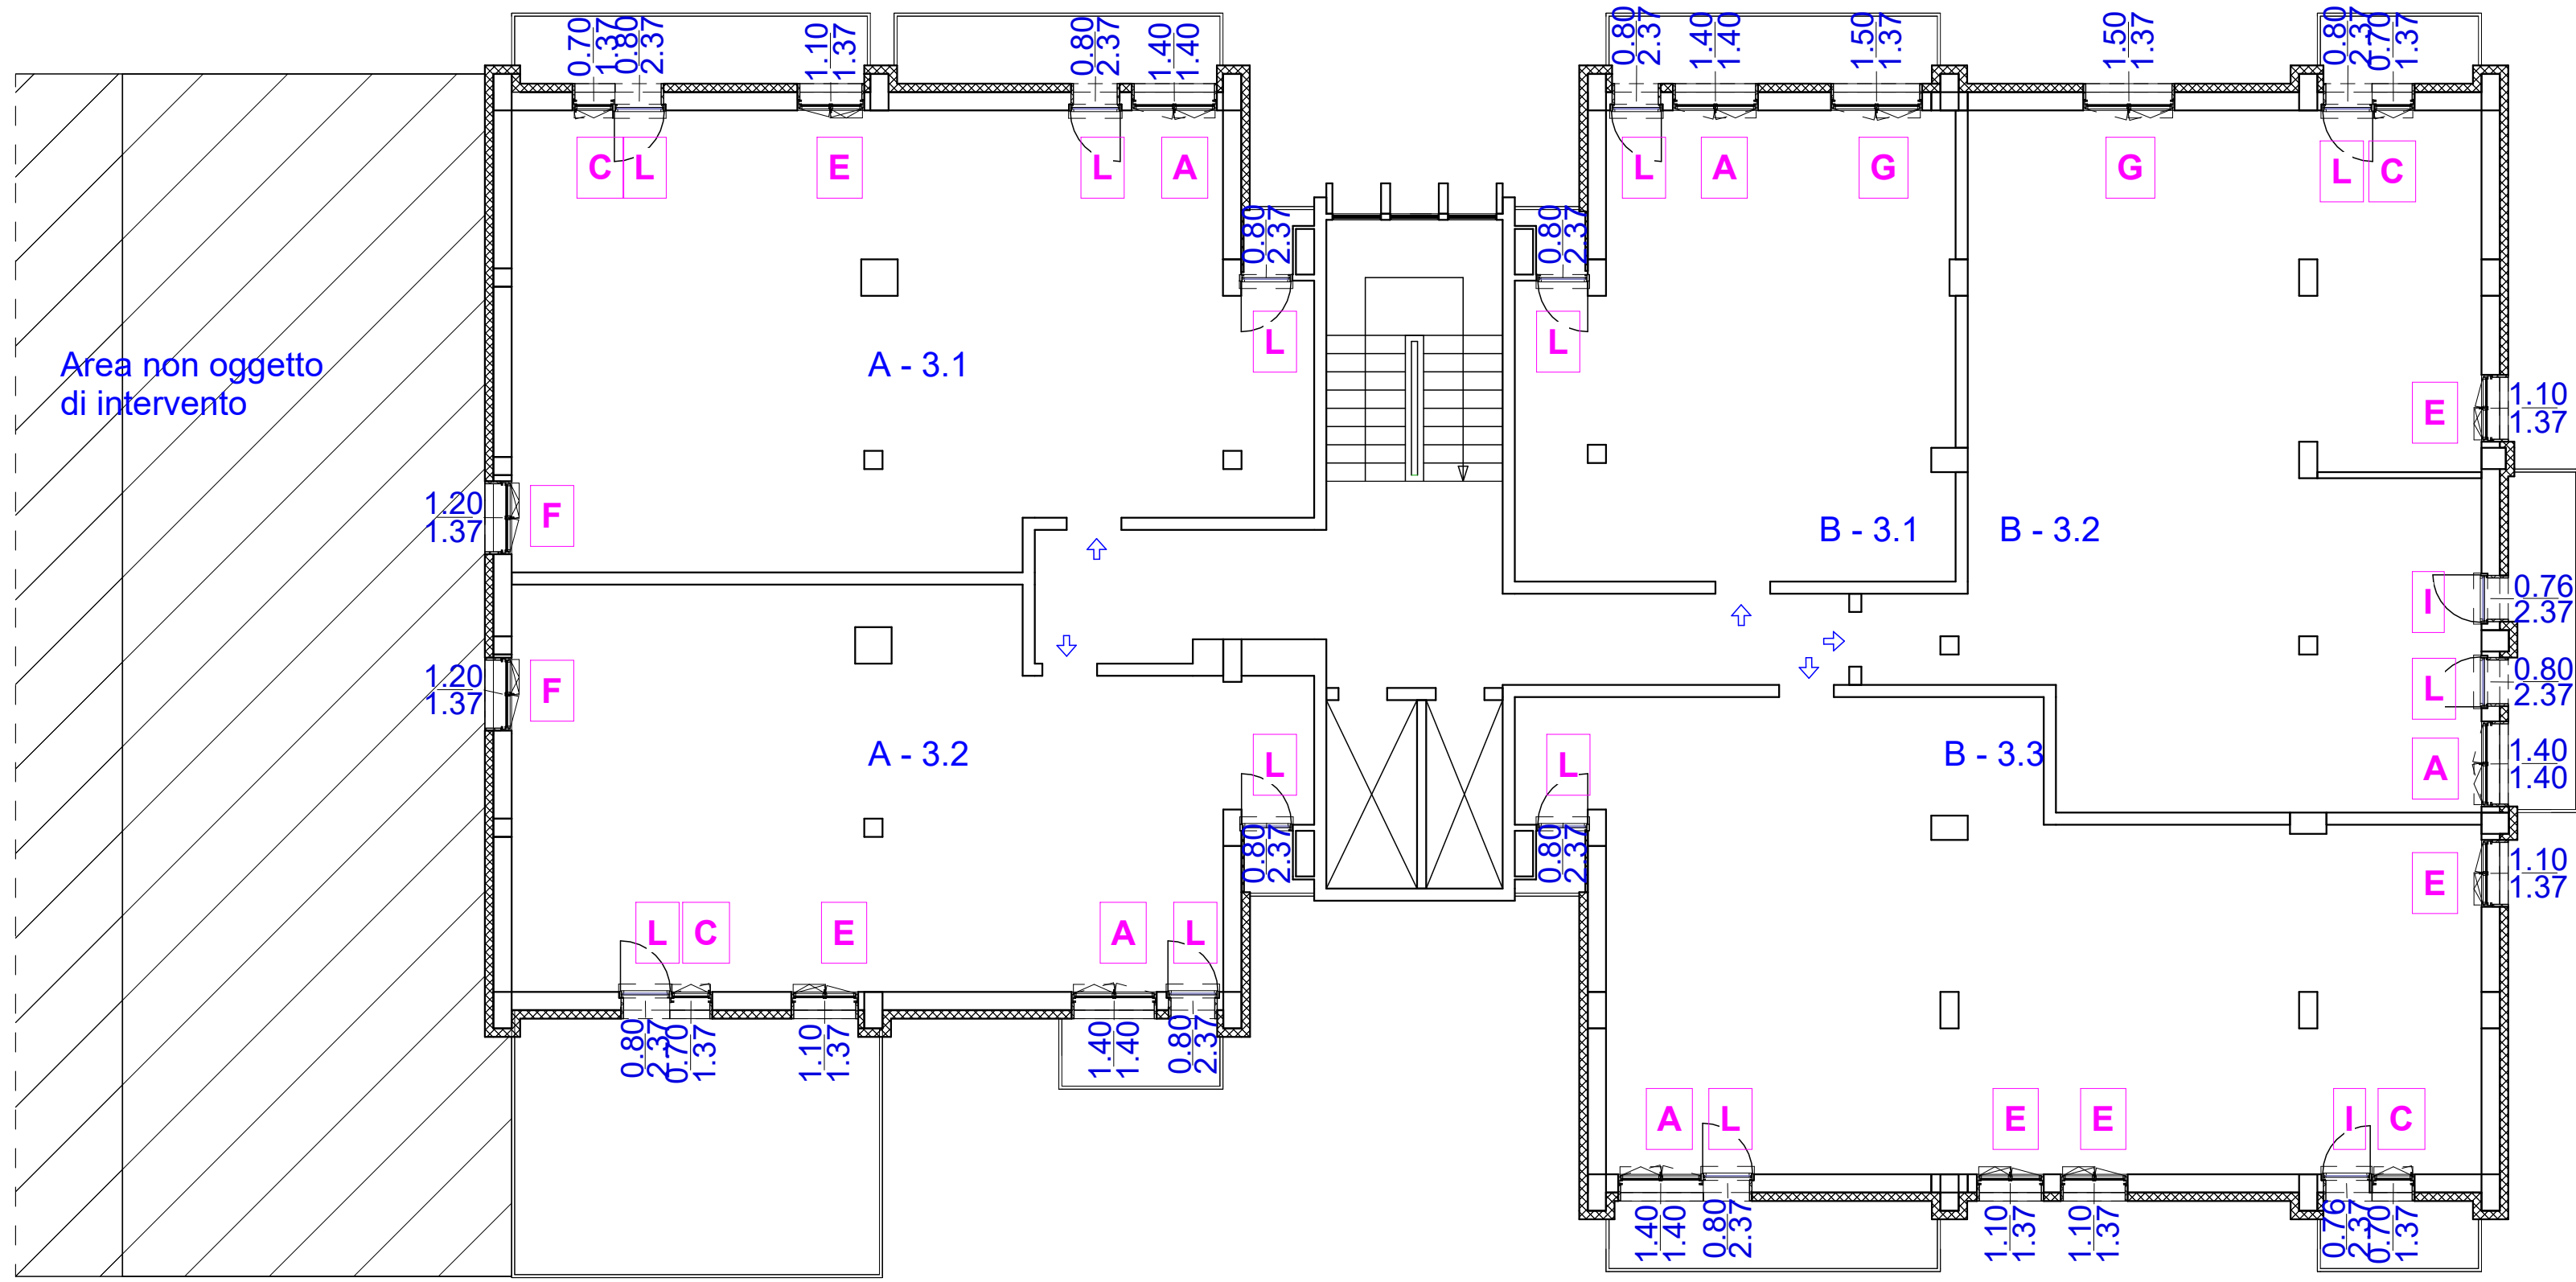 0.70
1.37
0.80
2.37
1.10
1.37
0.80
2.37
1.40
1.40
0.80
2.37
1.40
1.40
1.50
1.37
1.50
1.37
0.80
2.37
0.70
1.37
C
L
E
L
A
L
A
G
G
L
C
0.80
2.37
0.80
2.37
L
L
Area non oggetto
di intervento
A - 3.1
E
1.10
1.37
1.20
1.37
F
B - 3.1
B - 3.2
I
0.76
2.37
1.20
1.37
F
L
0.80
2.37
A - 3.2
L
L
B - 3.3
A
1.40
1.40
0.80
2.37
0.80
2.37
E
1.10
1.37
L
C
E
A
L
0.80
2.37
0.70
1.37
1.10
1.37
1.40
1.40
0.80
2.37
A
L
E
E
I
C
1.40
1.40
0.80
2.37
1.10
1.37
1.10
1.37
0.76
2.37
0.70
1.37